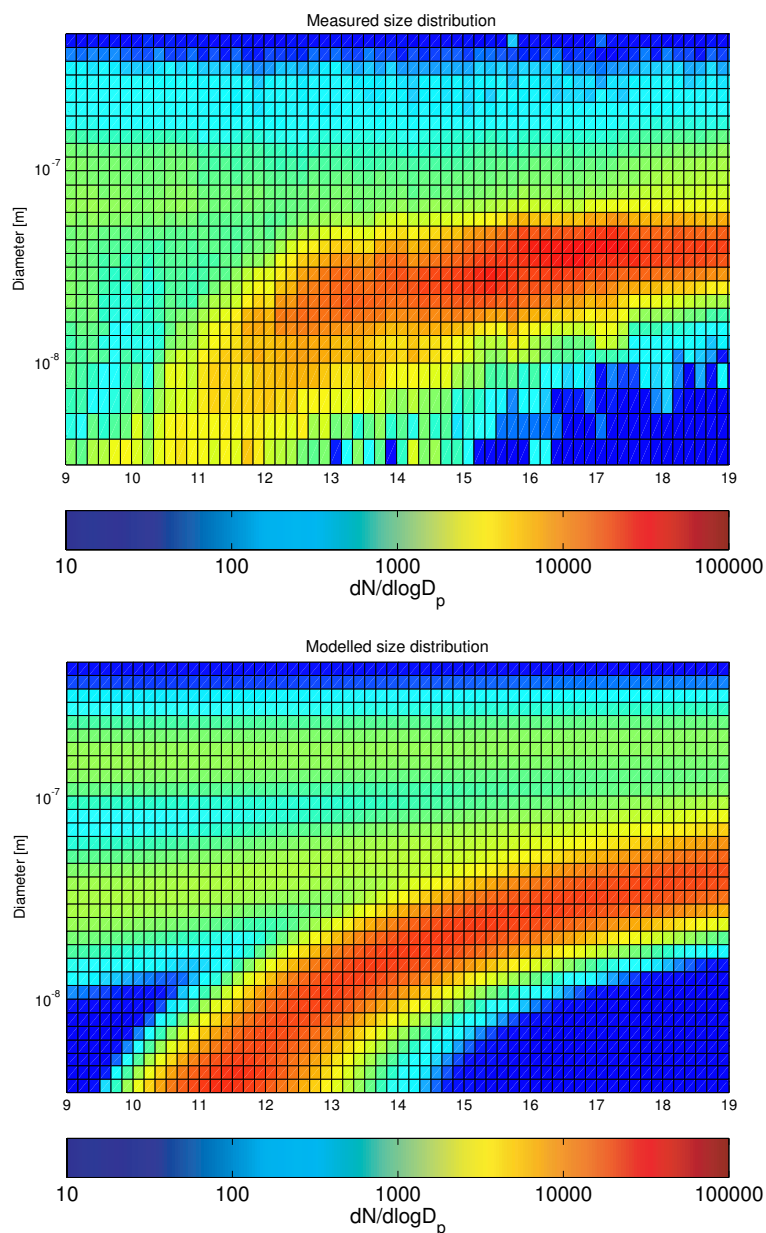 Measured size distribution
Diameter [m]
10^-7
10^-8
9 10 11 12 13 14 15 16 17 18 19
10 100 1000 10000 100000
dN/dlogD_p
Modelled size distribution
Diameter [m]
10^-7
10^-8
9 10 11 12 13 14 15 16 17 18 19
10 100 1000 10000 100000
dN/dlogD_p